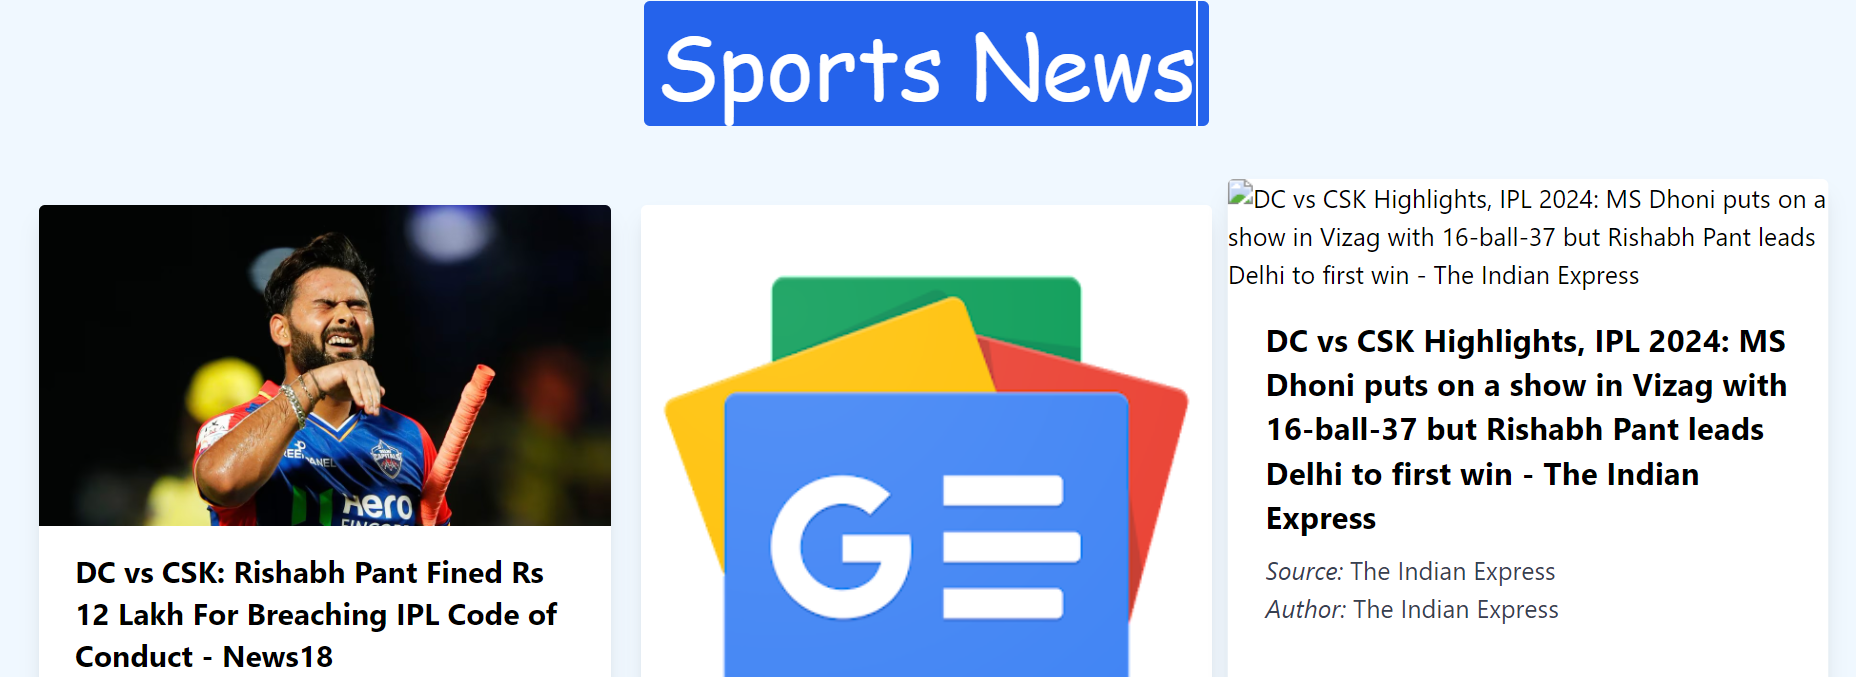 Sports News
DC vs CSK: Rishabh Pant Fined Rs
12 Lakh For Breaching IPL Code of
Conduct - News18
Hero
G
DC vs CSK Highlights, IPL 2024: MS Dhoni puts on a
show in Vizag with 16-ball-37 but Rishabh Pant leads
Delhi to first win - The Indian Express
DC vs CSK Highlights, IPL 2024: MS
Dhoni puts on a show in Vizag with
16-ball-37 but Rishabh Pant leads
Delhi to first win - The Indian
Express
Source: The Indian Express
Author: The Indian Express